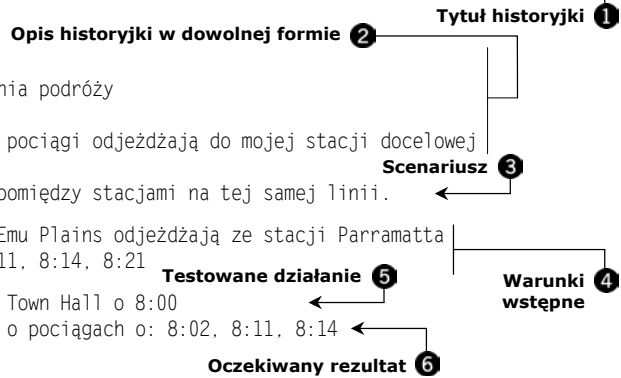 Tytuł historyjki 1
Opis historyjki w dowolnej formie 2
nia podróży
pociągi odjeżdżają do mojej stacji docelowej
Scenariusz 3
pomiędzy stacjami na tej samej linii.
Emu Plains odjeżdżają ze stacji Parramatta
11, 8:14, 8:21
Testowane działanie 5
Warunki 4
wstępne
Town Hall o 8:00
o pociągach o: 8:02, 8:11, 8:14
Oczekiwany rezultat 6